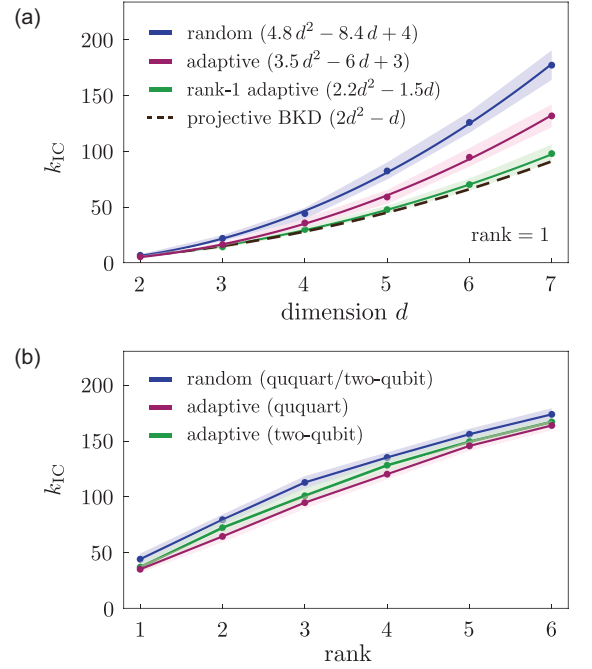 (a)
200
150
100
50
0
k_IC
random (4.8 d² − 8.4 d + 4)
adaptive (3.5 d² − 6 d + 3)
rank-1 adaptive (2.2d² − 1.5d)
projective BKD (2d² − d)
rank = 1
2 3 4 5 6 7
dimension d
(b)
200
150
100
50
0
k_IC
random (ququart/two-qubit)
adaptive (ququart)
adaptive (two-qubit)
1 2 3 4 5 6
rank